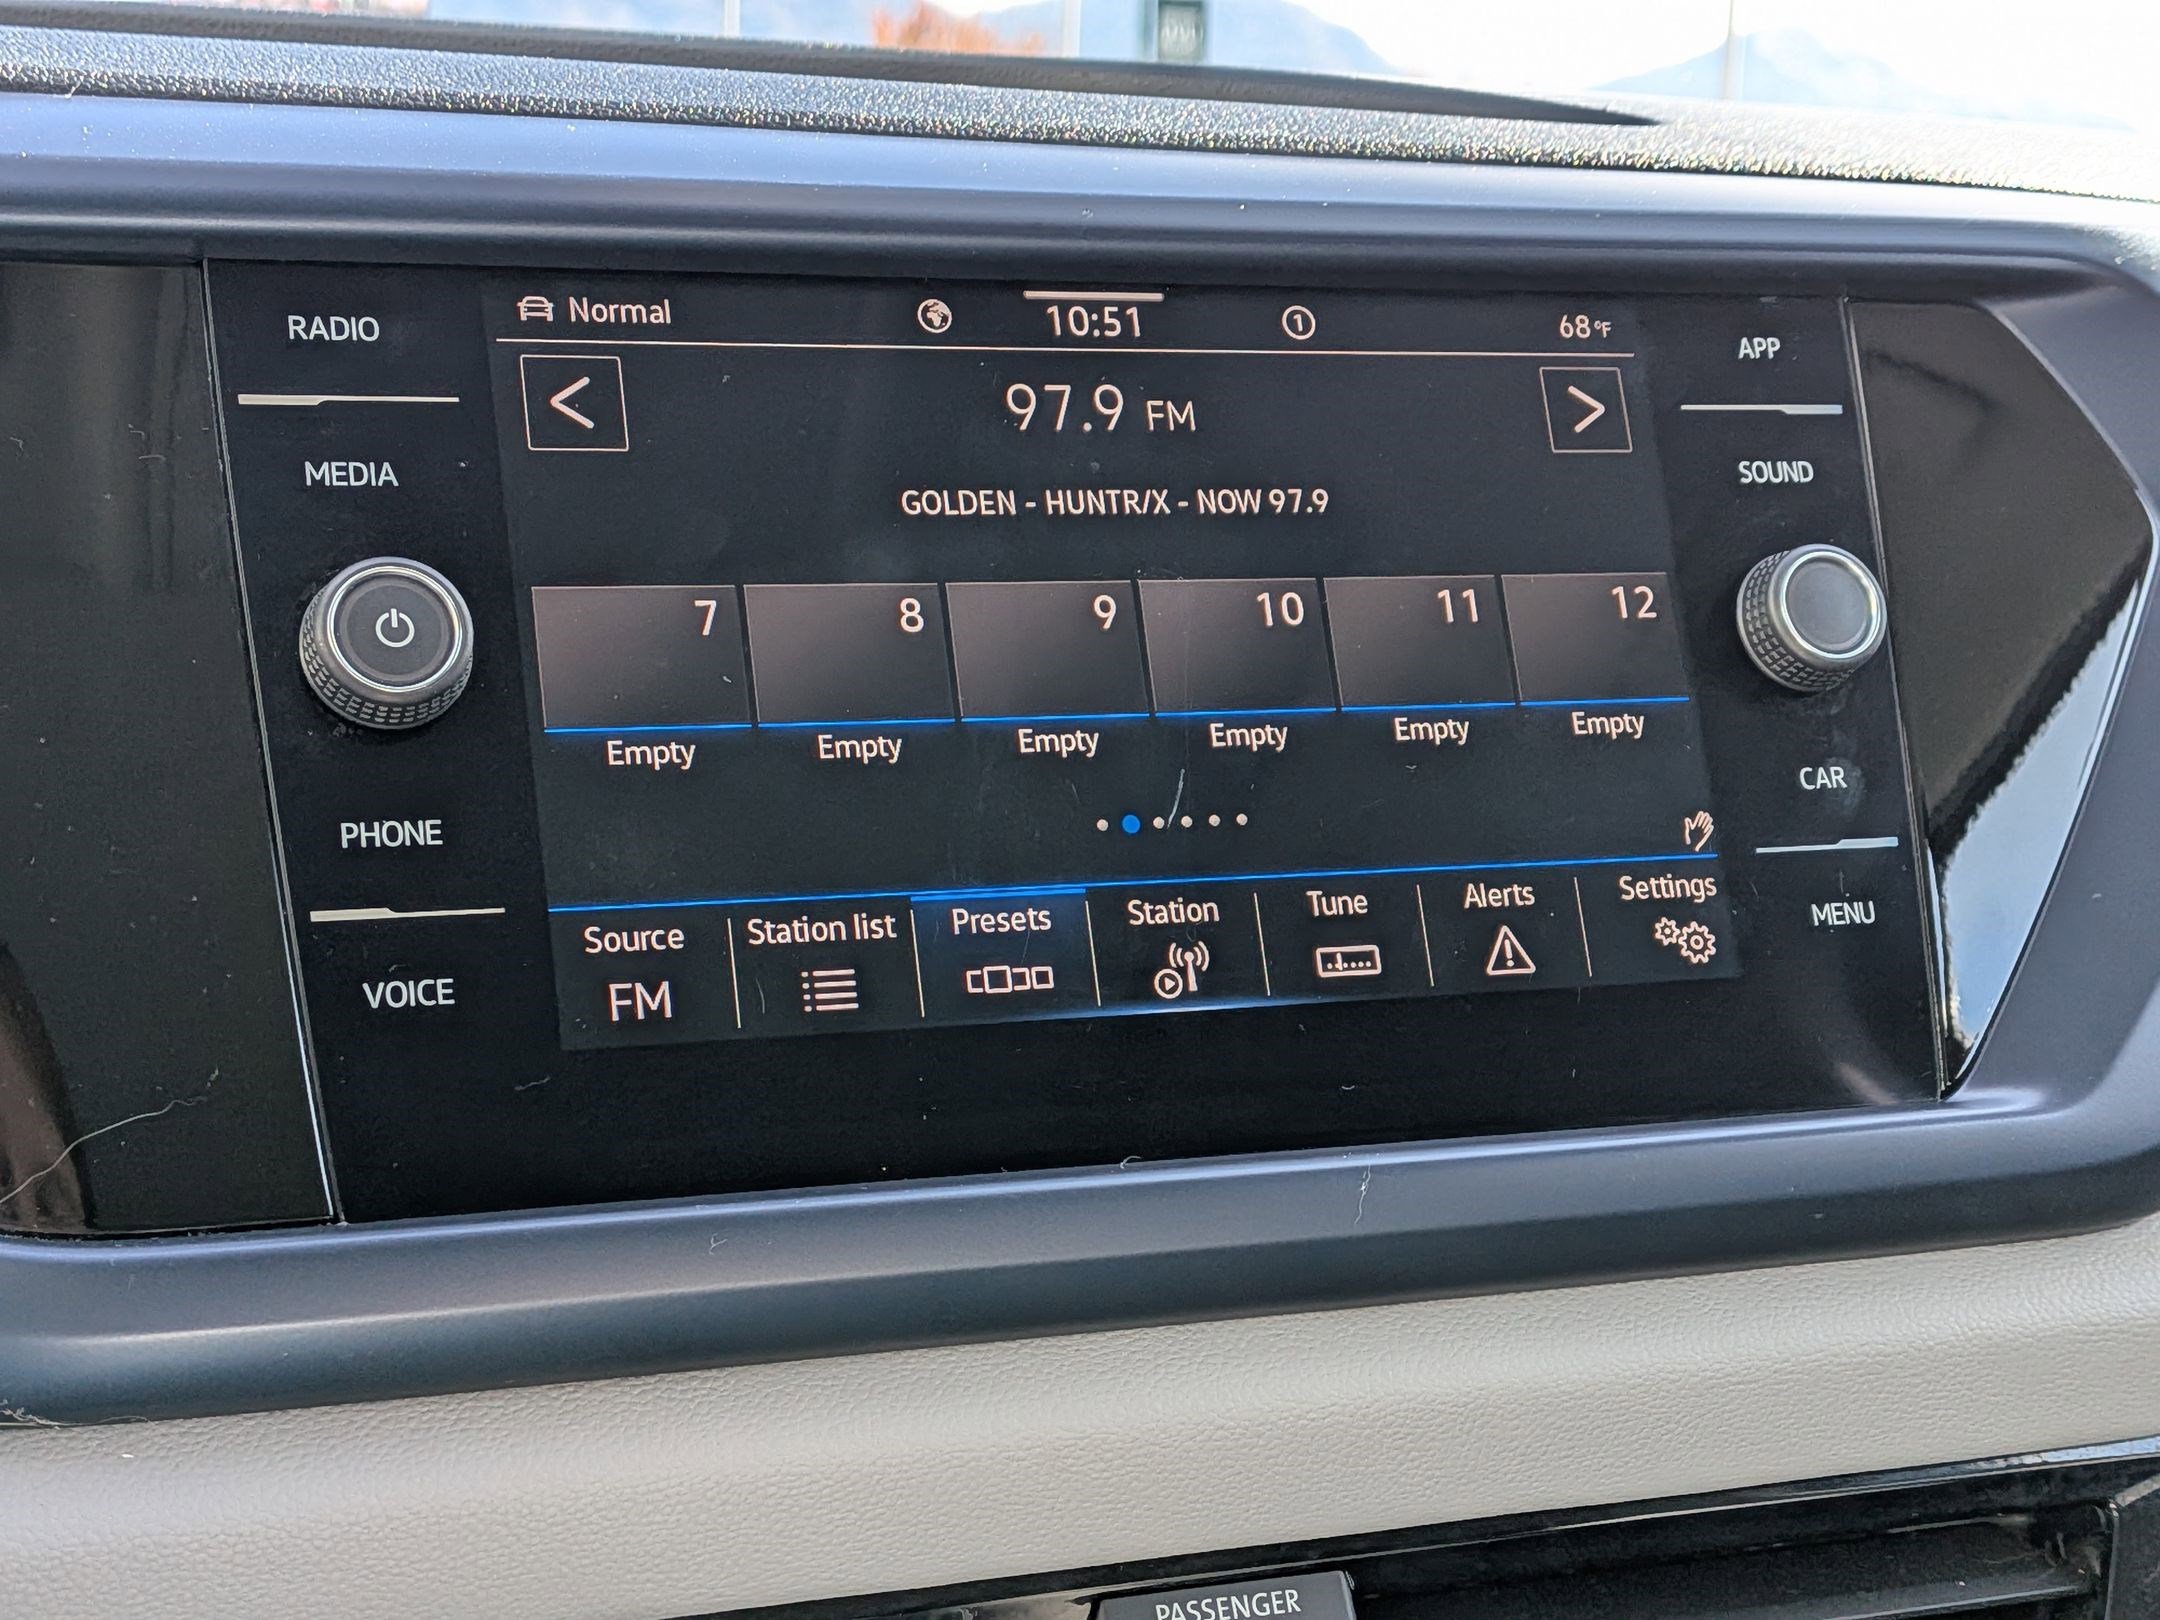 RADIO
MEDIA
PHONE
VOICE
Normal
10:51
1
68°F
< >
97.9 FM
GOLDEN - HUNTR/X - NOW 97.9
7 8 9 10 11 12
Empty Empty Empty Empty Empty Empty
Source Station list Presets Station Tune Alerts Settings
FM
APP
SOUND
CAR
MENU
PASSENGER